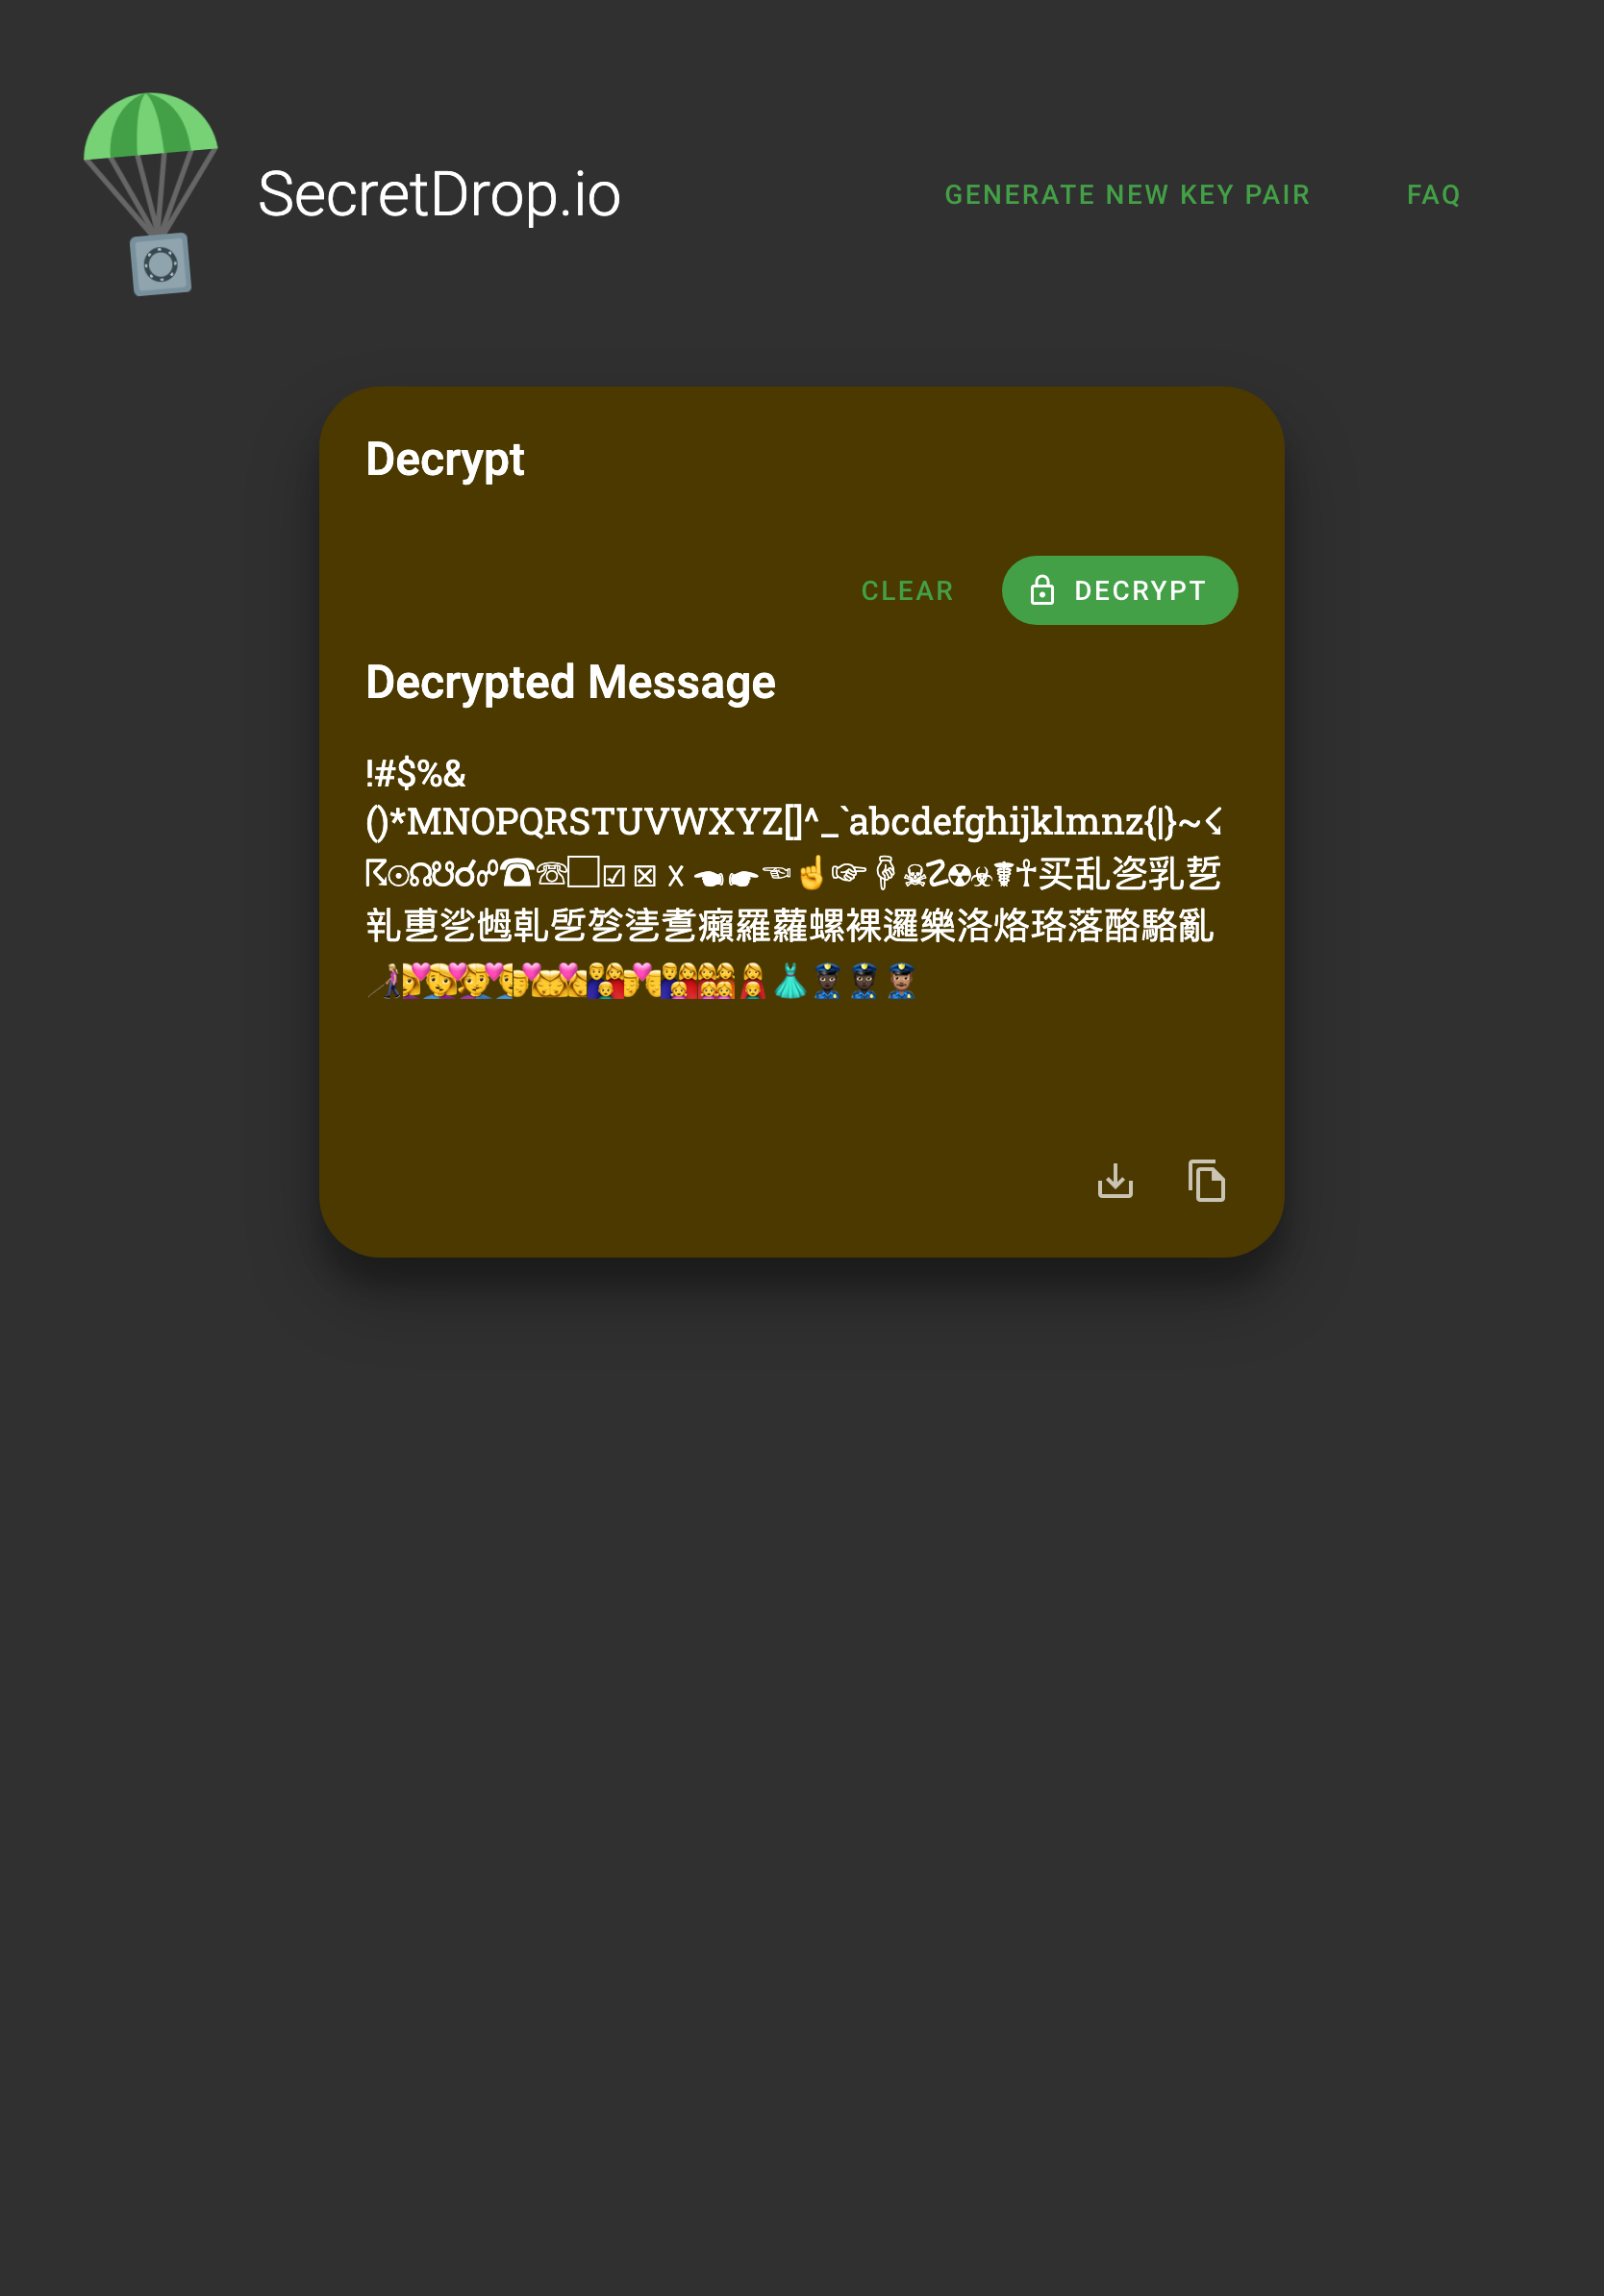 SecretDrop.io
GENERATE NEW KEY PAIR
FAQ
Decrypt
CLEAR
DECRYPT
Decrypted Message
!#$%&
()*MNOPQRSTUVWXYZ[]^_`abcdefghijklmnz{|}~☇
☈☉☊☋☌☍☎☏☐☑☒☓☚☛☜☝☞☟☠☡☢☣☤☥买乱乲乳乴
乵乶乷乸乹乺乻乼乽癩羅蘿螺裸邏樂洛烙珞落酪駱亂